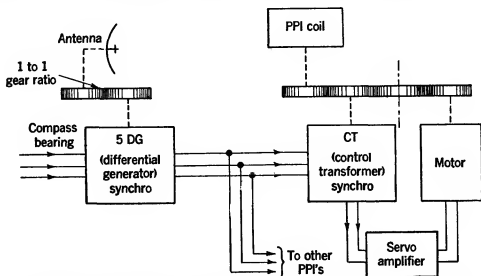 Antenna
1 to 1
gear ratio
PPI coil
Compass
bearing
5 DG
(differential
generator)
synchro
CT
(control
transformer)
synchro
Motor
Servo
amplifier
To other
PPI's